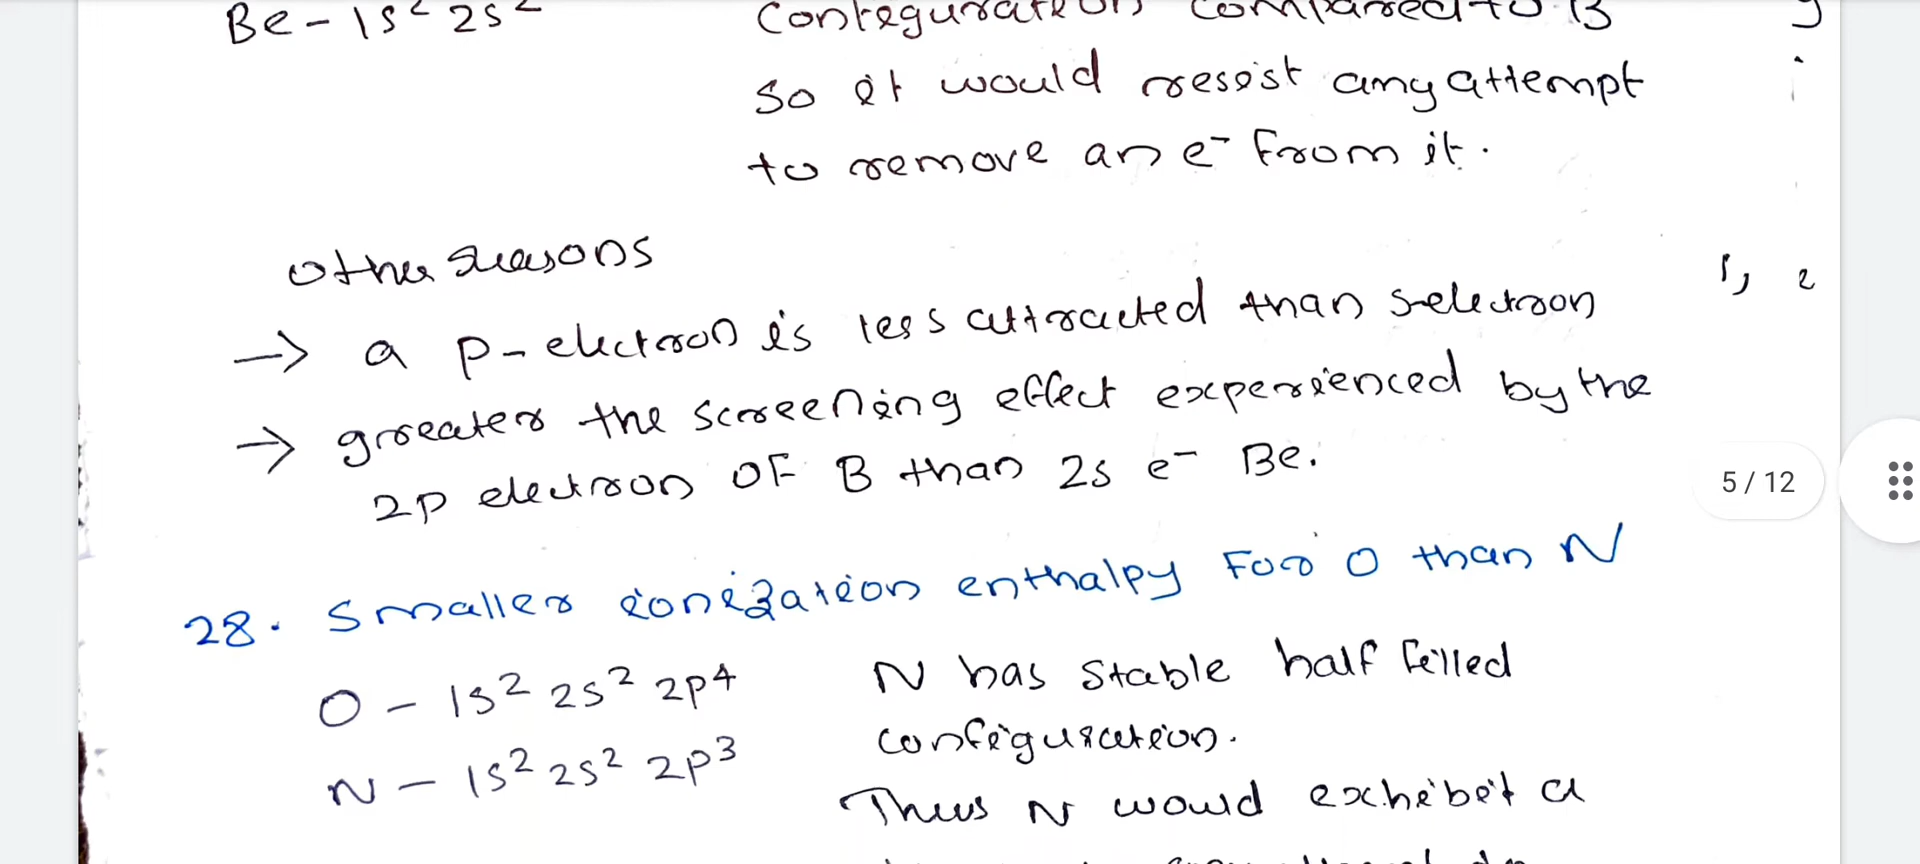 Be - 1s² 2s²
Configuration compared to B
so it would resist any attempt
to remove an e⁻ from it.
other reasons
→ a p-electron is less attracted than s-electron
1, 2
→ greater the screening effect experienced by the
2p electron OF B than 2s e⁻ Be.
5 / 12
28. Smaller ionization enthalpy For O than N
O - 1s² 2s² 2p⁴
N has stable half filled
configuration.
N - 1s² 2s² 2p³
Thus N would exhibit a